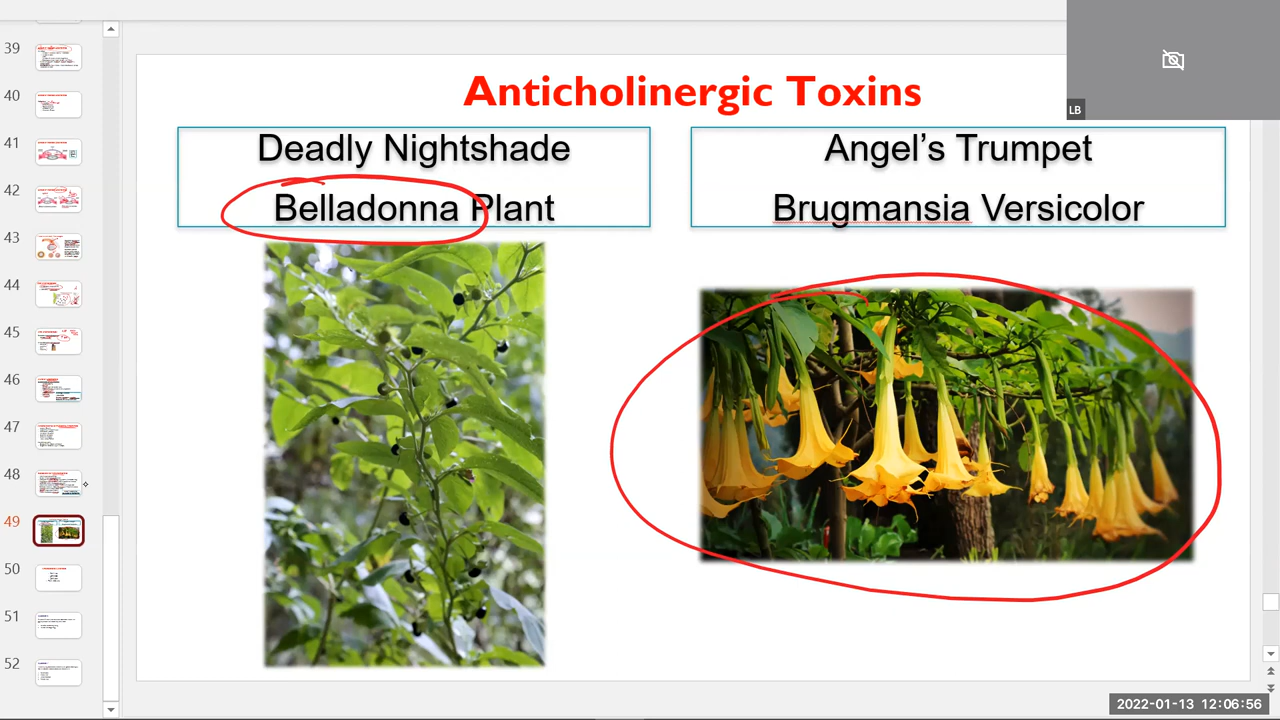 39
40
41
42
43
44
45
46
47
48
49
50
51
52
Anticholinergic Toxins
Deadly Nightshade
Belladonna Plant
Angel’s Trumpet
Brugmansia Versicolor
LB
2022-01-13 12:06:56